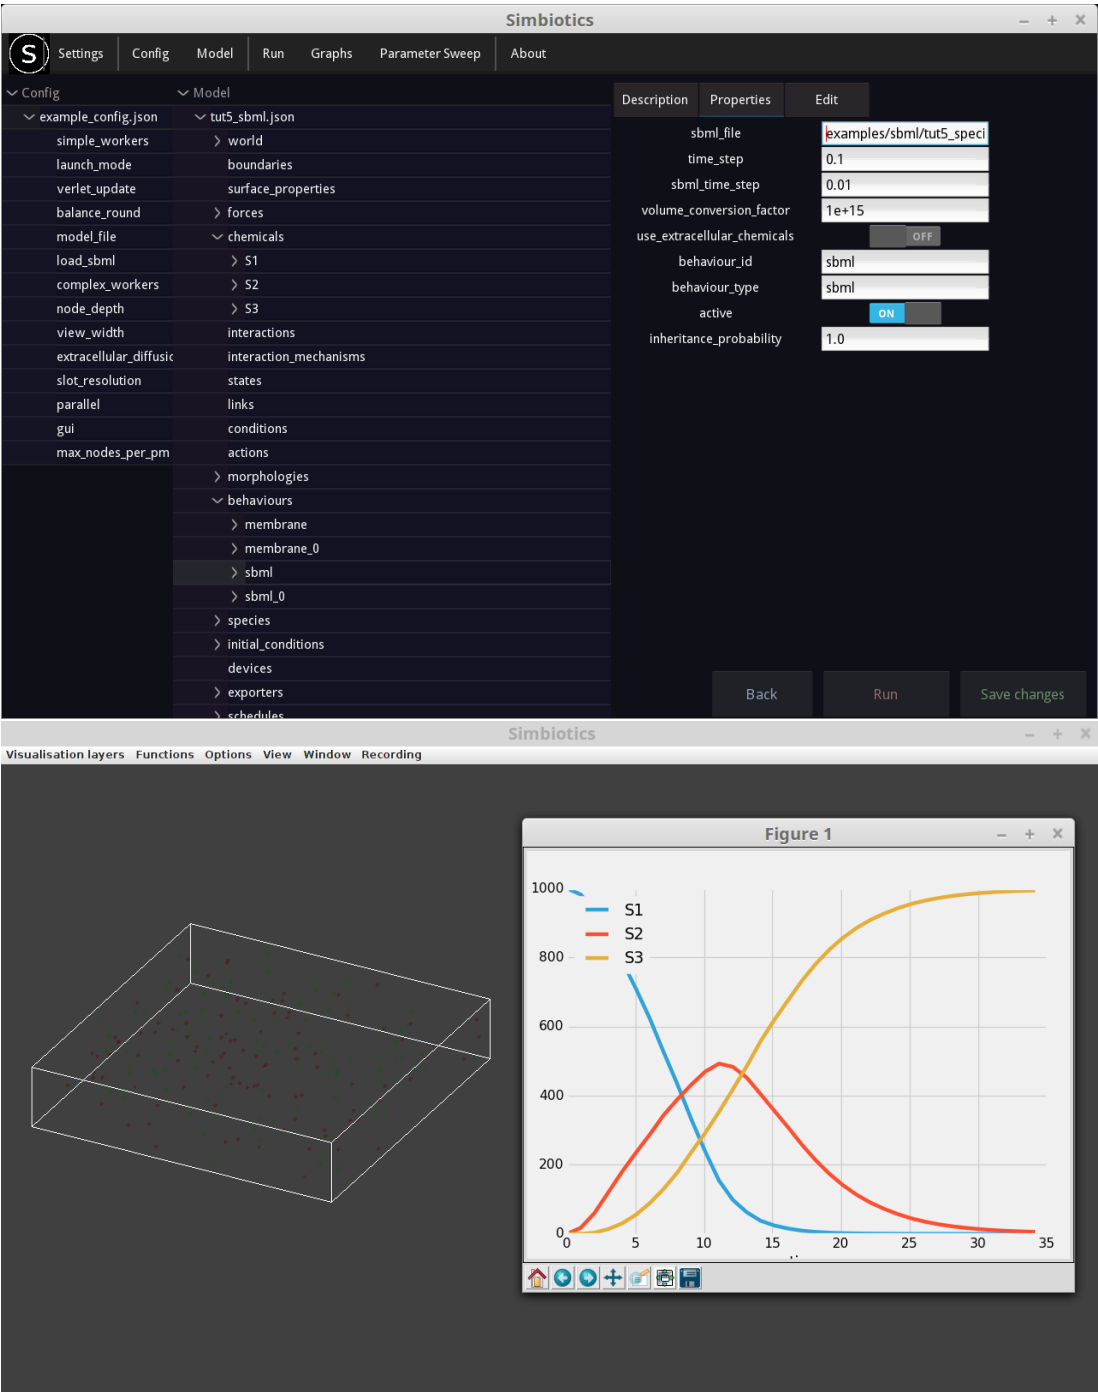 Simbiotics
S Settings Config Model Run Graphs Parameter Sweep About
Config
example_config.json
simple_workers
launch_mode
verlet_update
balance_round
model_file
load_sbml
complex_workers
node_depth
view_width
extracellular_diffusic
slot_resolution
parallel
gui
max_nodes_per_pm
Model
tut5_sbml.json
world
boundaries
surface_properties
forces
chemicals
S1
S2
S3
interactions
interaction_mechanisms
states
links
conditions
actions
morphologies
behaviours
membrane
membrane_0
sbml
sbml_0
species
initial_conditions
devices
exporters
schedules
Description Properties Edit
sbml_file examples/sbml/tut5_speci
time_step 0.1
sbml_time_step 0.01
volume_conversion_factor 1e+15
use_extracellular_chemicals OFF
behaviour_id sbml
behaviour_type sbml
active ON
inheritance_probability 1.0
Back Run Save changes
Simbiotics
Visualisation layers Functions Options View Window Recording
Figure 1
1000
800
600
400
200
0
S1
S2
S3
0 5 10 15 20 25 30 35